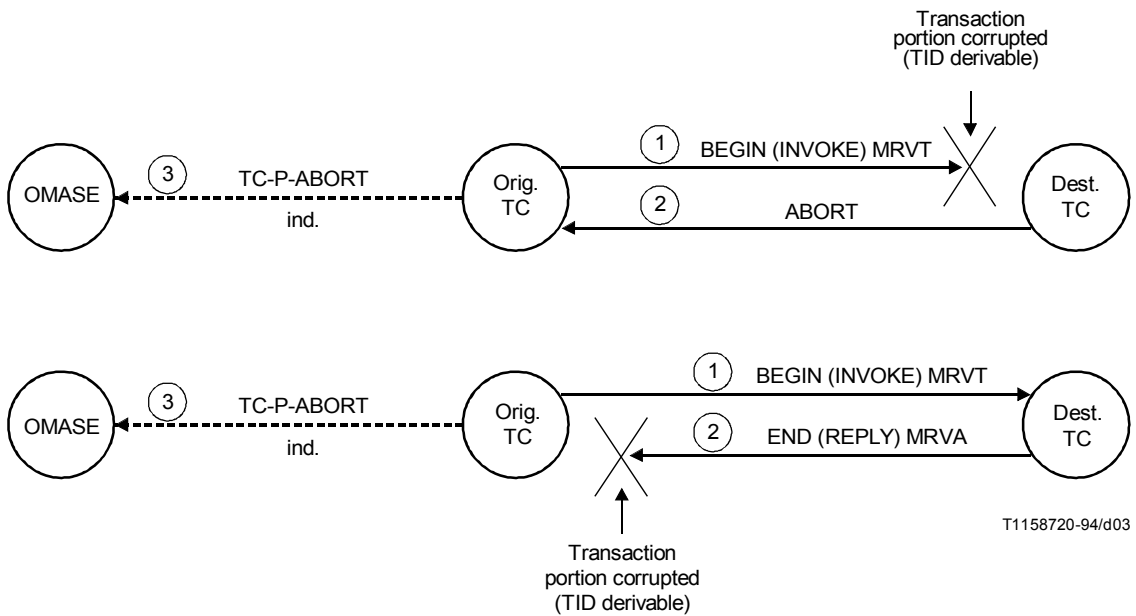 Transaction
portion corrupted
(TID derivable)
1 BEGIN (INVOKE) MRVT
3 TC-P-ABORT
OMASE
ind.
Orig.
TC
2 ABORT
Dest.
TC
1 BEGIN (INVOKE) MRVT
3 TC-P-ABORT
OMASE
ind.
Orig.
TC
2 END (REPLY) MRVA
Dest.
TC
T1158720-94/d03
Transaction
portion corrupted
(TID derivable)